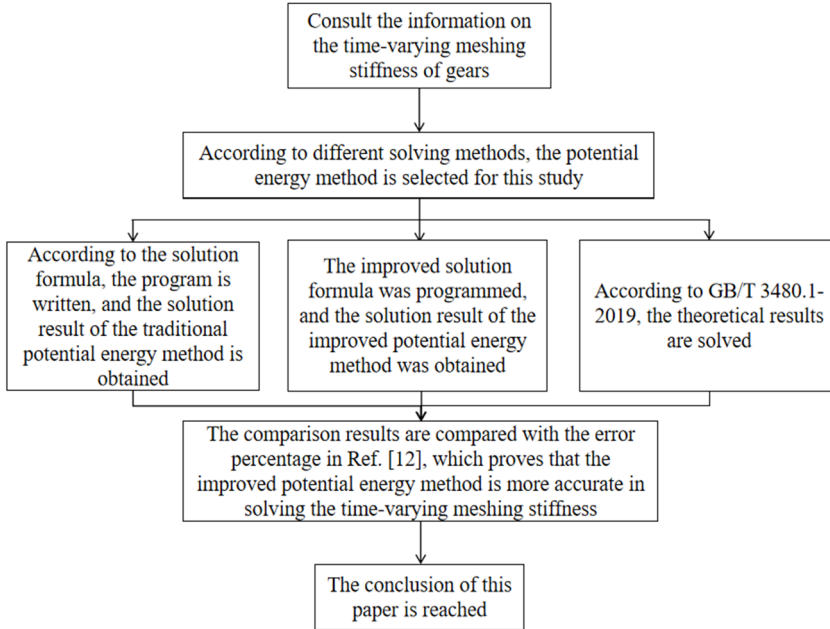 Consult the information on
the time-varying meshing
stiffness of gears
According to different solving methods, the potential
energy method is selected for this study
According to the solution
formula, the program is
written, and the solution
result of the traditional
potential energy method is
obtained
The improved solution
formula was programmed,
and the solution result of the
improved potential energy
method was obtained
According to GB/T 3480.1-
2019, the theoretical results
are solved
The comparison results are compared with the error
percentage in Ref. [12], which proves that the
improved potential energy method is more accurate in
solving the time-varying meshing stiffness
The conclusion of this
paper is reached